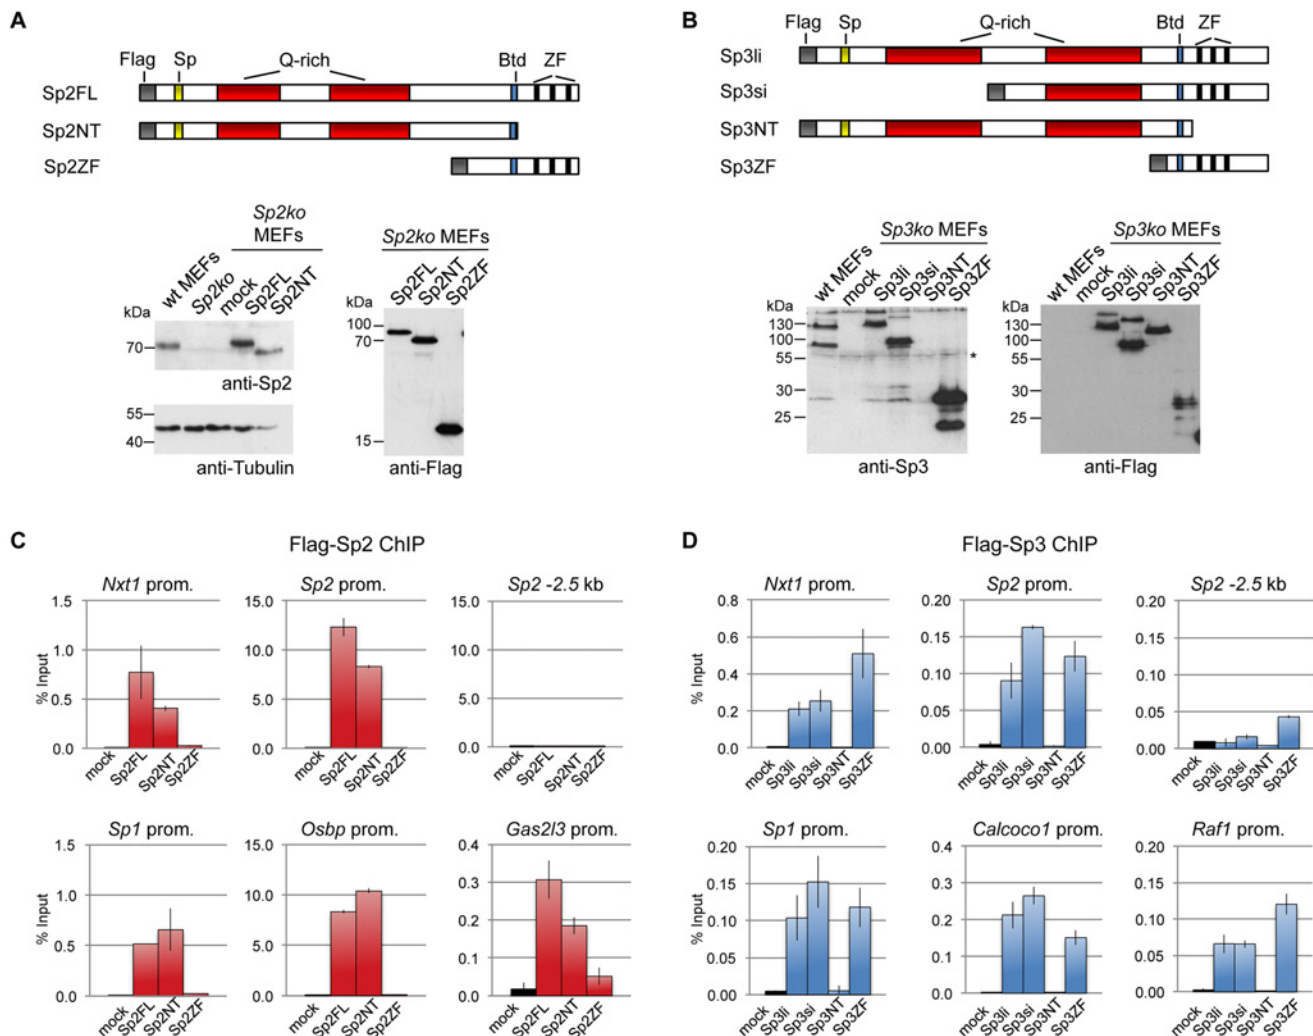 A
Flag Sp Q-rich Btd ZF
Sp2FL
Sp2NT
Sp2ZF
Sp2ko
MEFs
wt MEFs Sp2ko mock Sp2FL Sp2NT
kDa
70
anti-Sp2
55
40
anti-Tubulin
Sp2ko MEFs
Sp2FL Sp2NT Sp2ZF
kDa
100
70
15
anti-Flag
B
Flag Sp Q-rich Btd ZF
Sp3li
Sp3si
Sp3NT
Sp3ZF
Sp3ko MEFs
wt MEFs mock Sp3li Sp3si Sp3NT Sp3ZF
kDa
130
100
55
*
30
25
anti-Sp3
Sp3ko MEFs
wt MEFs mock Sp3li Sp3si Sp3NT Sp3ZF
kDa
130
100
55
30
25
anti-Flag
C
Flag-Sp2 ChIP
Nxt1 prom.
% Input
1.5
1.0
0.5
0.0
mock Sp2FL Sp2NT Sp2ZF
Sp2 prom.
15.0
10.0
5.0
0.0
mock Sp2FL Sp2NT Sp2ZF
Sp2 -2.5 kb
15.0
10.0
5.0
0.0
mock Sp2FL Sp2NT Sp2ZF
Sp1 prom.
% Input
1.5
1.0
0.5
0.0
mock Sp2FL Sp2NT Sp2ZF
Osbp prom.
15.0
10.0
5.0
0.0
mock Sp2FL Sp2NT Sp2ZF
Gas2l3 prom.
0.4
0.3
0.2
0.1
0.0
mock Sp2FL Sp2NT Sp2ZF
D
Flag-Sp3 ChIP
Nxt1 prom.
% Input
0.8
0.6
0.4
0.2
0.0
mock Sp3li Sp3si Sp3NT Sp3ZF
Sp2 prom.
0.20
0.15
0.10
0.05
0.00
mock Sp3li Sp3si Sp3NT Sp3ZF
Sp2 -2.5 kb
0.20
0.15
0.10
0.05
0.00
mock Sp3li Sp3si Sp3NT Sp3ZF
Sp1 prom.
% Input
0.20
0.15
0.10
0.05
0.00
mock Sp3li Sp3si Sp3NT Sp3ZF
Calcoco1 prom.
0.4
0.3
0.2
0.1
0.0
mock Sp3li Sp3si Sp3NT Sp3ZF
Raf1 prom.
0.20
0.15
0.10
0.05
0.00
mock Sp3li Sp3si Sp3NT Sp3ZF